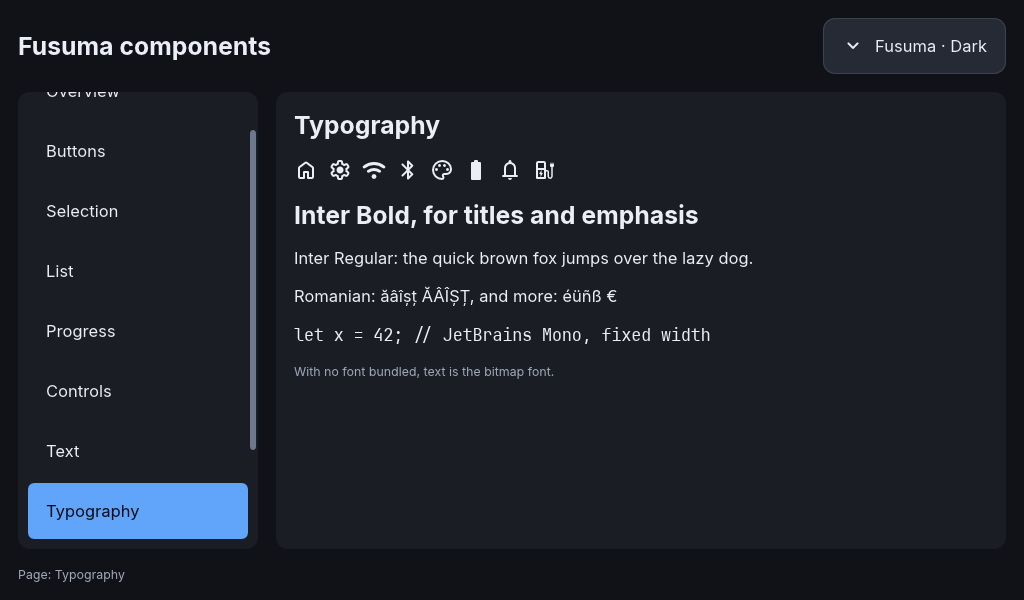 Fusuma components
Fusuma · Dark
Overview
Buttons
Selection
List
Progress
Controls
Text
Typography
Typography
Inter Bold, for titles and emphasis
Inter Regular: the quick brown fox jumps over the lazy dog.
Romanian: ăâîșț ĂÂÎȘȚ, and more: éüñß €
let x = 42; // JetBrains Mono, fixed width
With no font bundled, text is the bitmap font.
Page: Typography